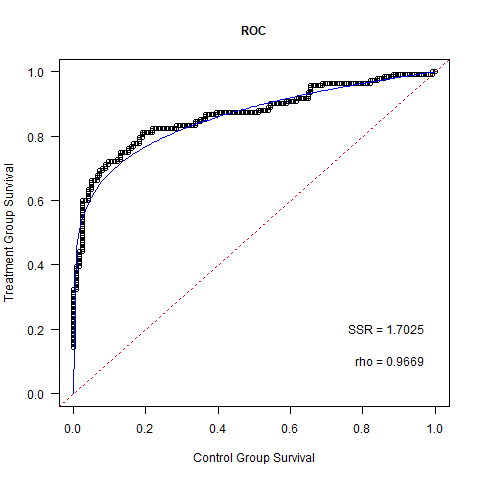 ROC
Treatment Group Survival
1.0
0.8
0.6
0.4
0.2
0.0
SSR = 1.7025
rho = 0.9669
0.0 0.2 0.4 0.6 0.8 1.0
Control Group Survival